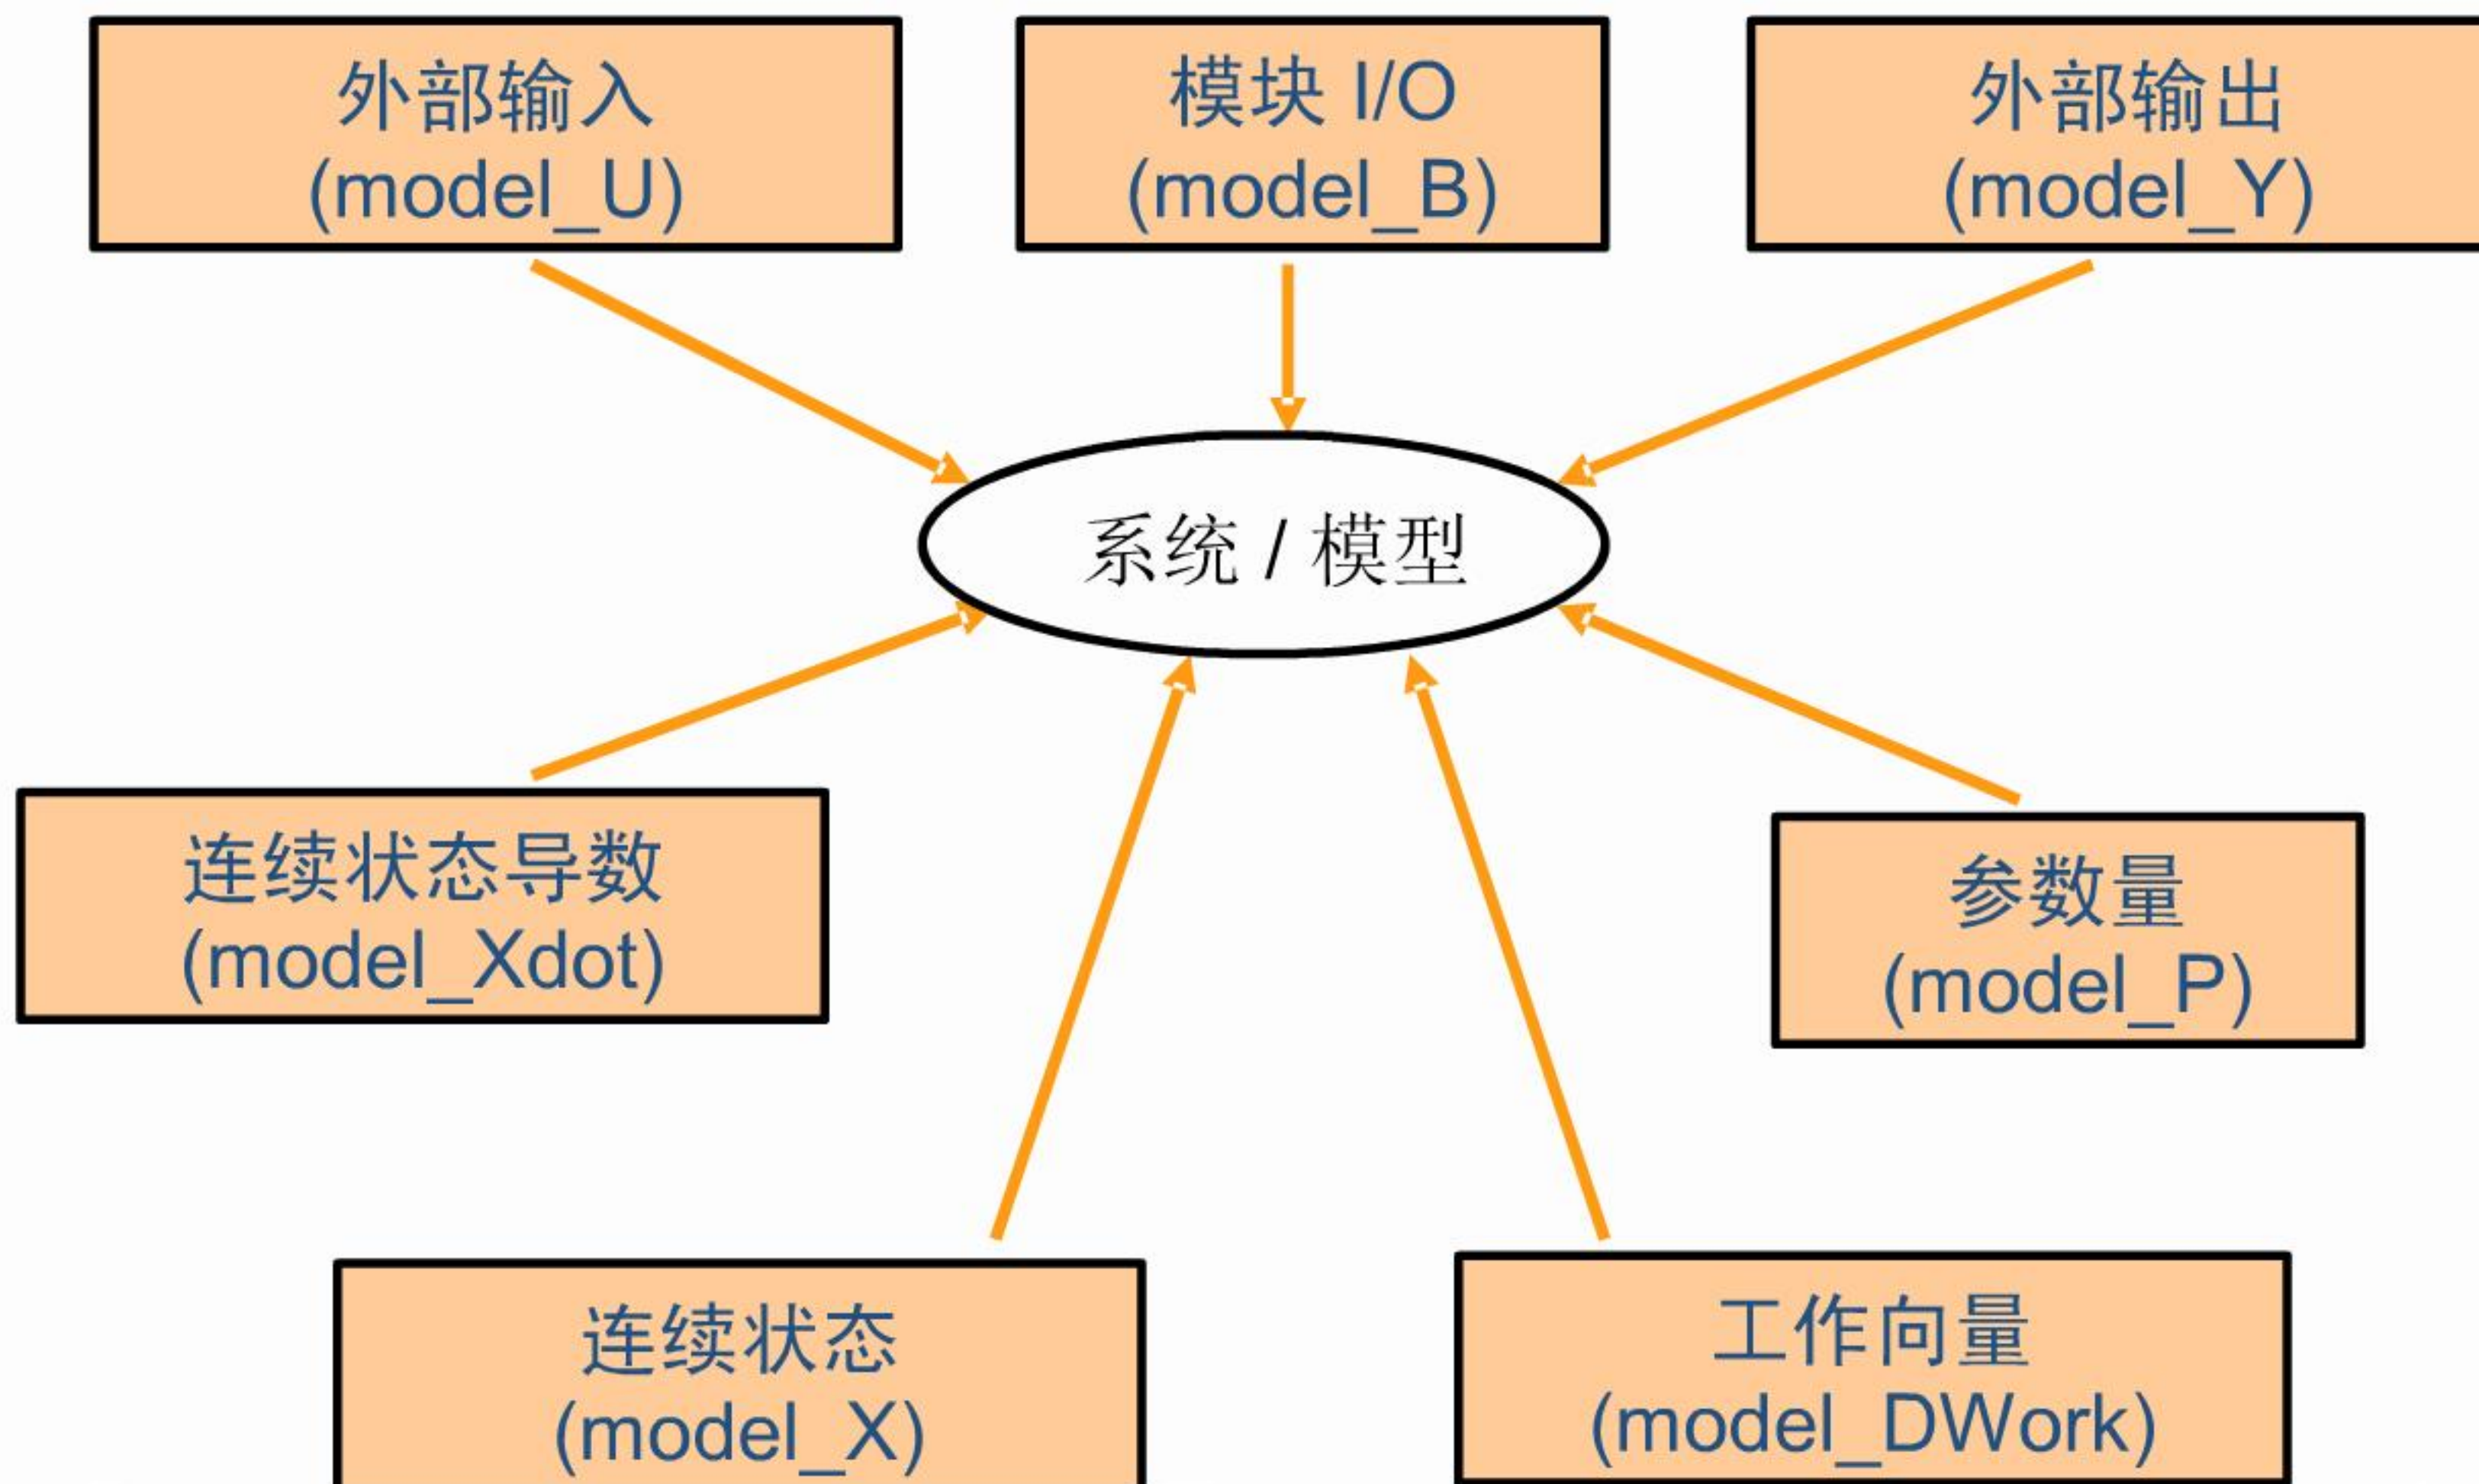 外部输入
(model_U)
模块 I/O
(model_B)
外部输出
(model_Y)
系统 / 模型
连续状态导数
(model_Xdot)
参数量
(model_P)
连续状态
(model_X)
工作向量
(model_DWork)